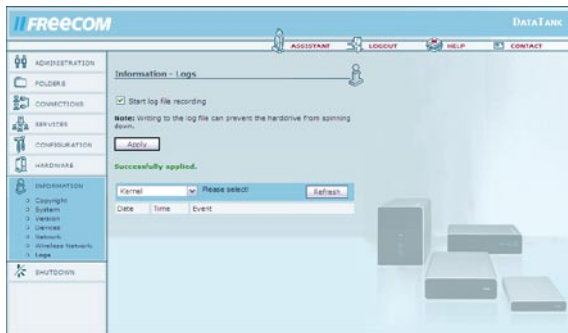 FREECOM
DATATANK
ASSISTANT
LOGOUT
HELP
CONTACT
ADMINISTRATION
FOLDERS
CONNECTIONS
SERVICES
CONFIGURATION
HARDWARE
INFORMATION
Copyright
System
Version
Devices
Network
Wireless Network
Logs
SHUTDOWN
Information - Logs
Start log file recording
Note: Writing to the log file can prevent the harddrive from spinning
down.
Apply
Successfully applied.
Kernel
Please select!
Refresh
Date Time Event